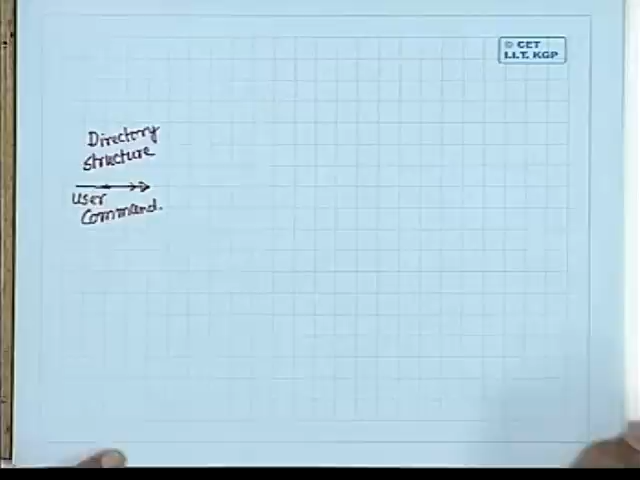 © CET
I.I.T. KGP
Directory
Structure
User
Command.